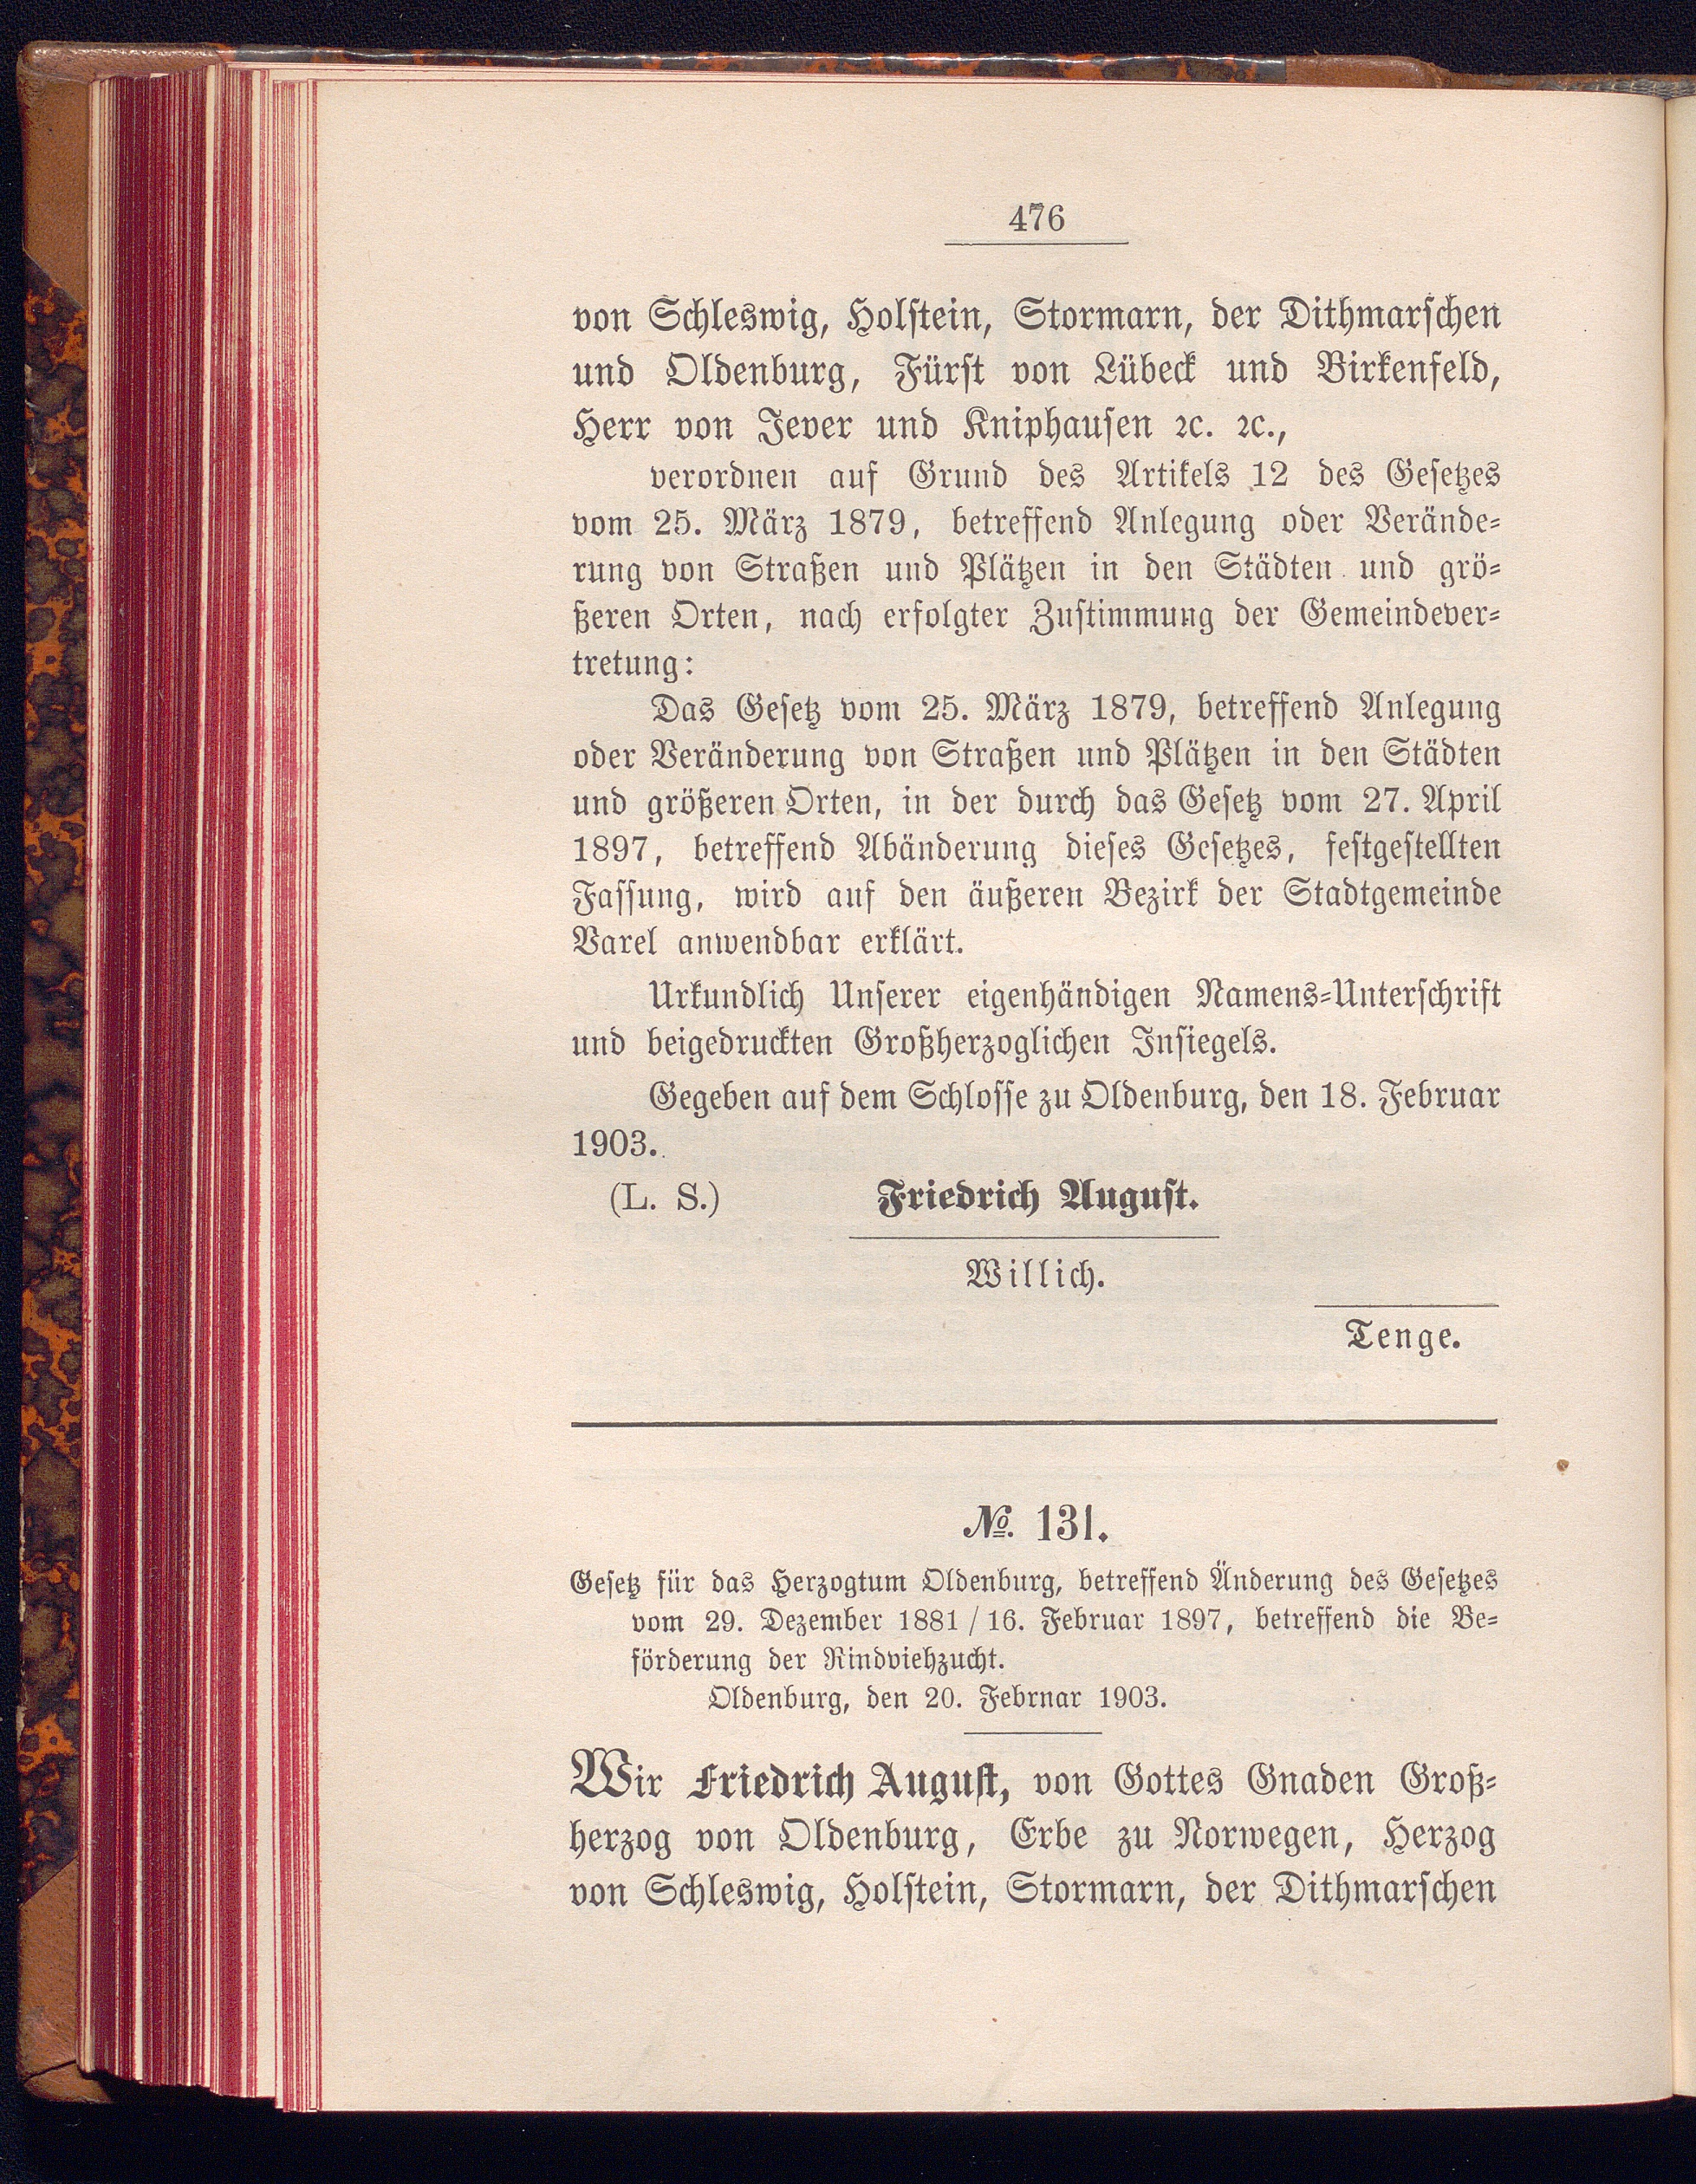 476
von Schleswig, Holstein, Stormarn, der Dithmarschen
und Oldenburg, Fürst von Lübeck und Birkenfeld,
Herr von Jever und Kniphausen ꝛc. ꝛc.,
verordnen auf Grund des Artikels 12 des Gesetzes
vom 25. März 1879, betreffend Anlegung oder Verände-
rung von Straßen und Plätzen in den Städten und grö-
ßeren Orten, nach erfolgter Zustimmung der Gemeindever-
tretung:
Das Gesetz vom 25. März 1879, betreffend Anlegung
oder Veränderung von Straßen und Plätzen in den Städten
und größeren Orten, in der durch das Gesetz vom 27. April
1897, betreffend Abänderung dieses Gesetzes, festgestellten
Fassung, wird auf den äußeren Bezirk der Stadtgemeinde
Varel anwendbar erklärt.
Urkundlich Unserer eigenhändigen Namens-Unterschrift
und beigedruckten Großherzoglichen Insiegels.
Gegeben auf dem Schlosse zu Oldenburg, den 18. Februar
1903.
(L. S.) Friedrich August.
Willich.
Tenge.
№. 131.
Gesetz für das Herzogtum Oldenburg, betreffend Änderung des Gesetzes
vom 29. Dezember 1881 / 16. Februar 1897, betreffend die Be-
förderung der Rindviehzucht.
Oldenburg, den 20. Febrnar 1903.
Wir Friedrich August, von Gottes Gnaden Groß-
herzog von Oldenburg, Erbe zu Norwegen, Herzog
von Schleswig, Holstein, Stormarn, der Dithmarschen